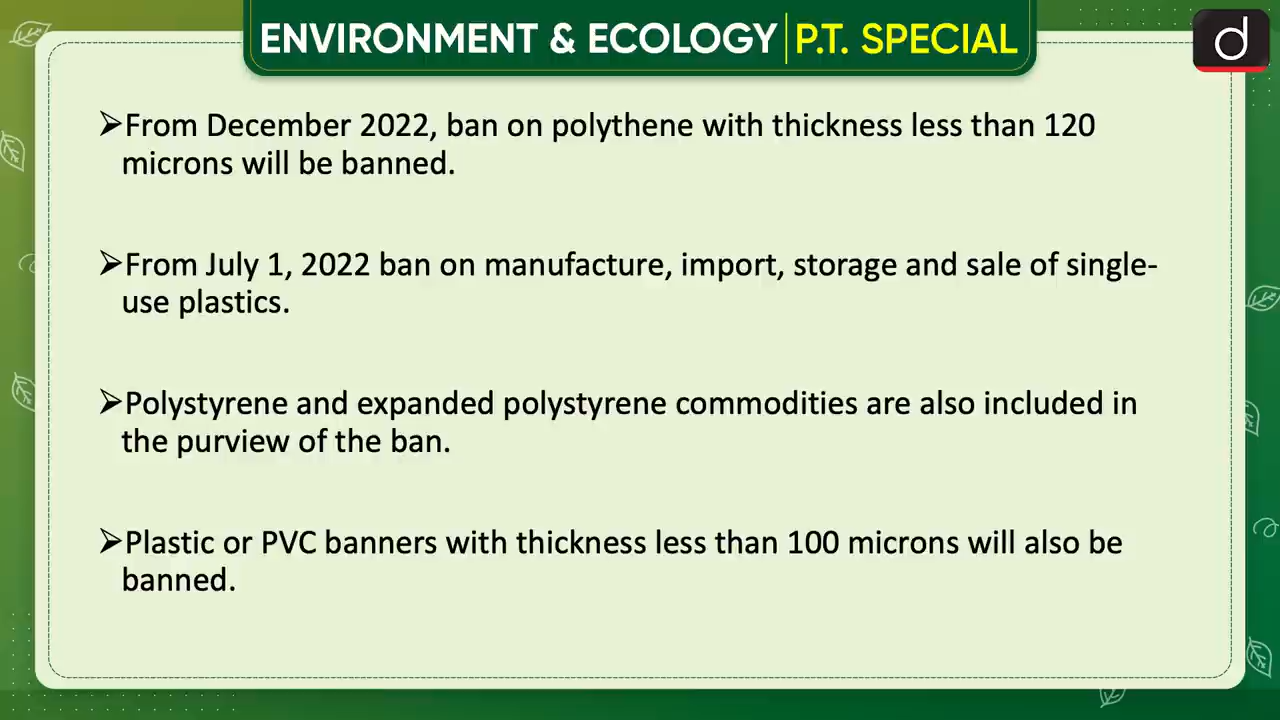 ENVIRONMENT & ECOLOGY | P.T. SPECIAL
d
➢From December 2022, ban on polythene with thickness less than 120
microns will be banned.
➢From July 1, 2022 ban on manufacture, import, storage and sale of single-
use plastics.
➢Polystyrene and expanded polystyrene commodities are also included in
the purview of the ban.
➢Plastic or PVC banners with thickness less than 100 microns will also be
banned.